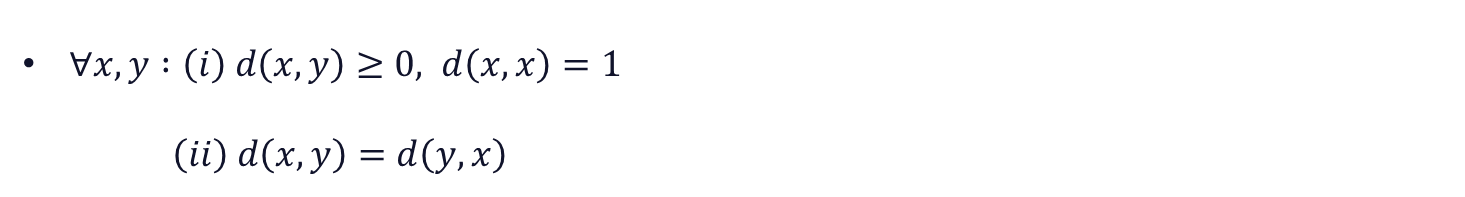 • ∀x, y : (i) d(x, y) ≥ 0, d(x, x) = 1
(ii) d(x, y) = d(y, x)